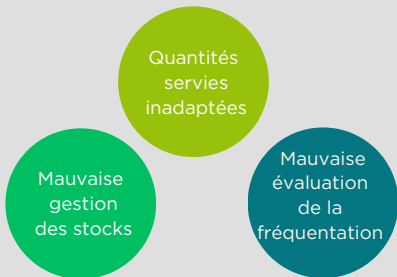 Quantités
servies
inadaptées
Mauvaise
gestion
des stocks
Mauvaise
évaluation
de la
fréquentation